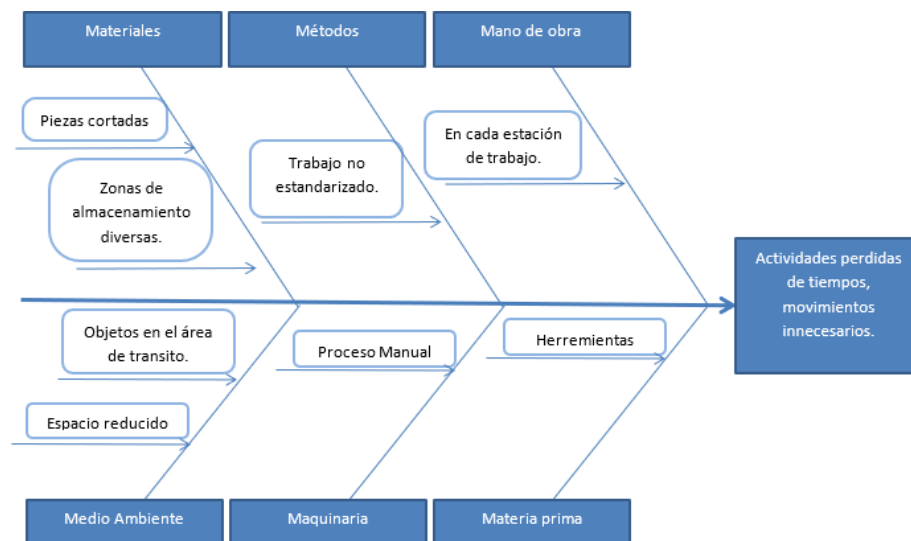 Materiales
Métodos
Mano de obra
Piezas cortadas
Zonas de
almacenamiento
diversas.
Trabajo no
estandarizado.
En cada estación
de trabajo.
Actividades perdidas
de tiempos,
movimientos
innecesarios.
Objetos en el área
de transito.
Espacio reducido
Proceso Manual
Herremientas
Medio Ambiente
Maquinaria
Materia prima